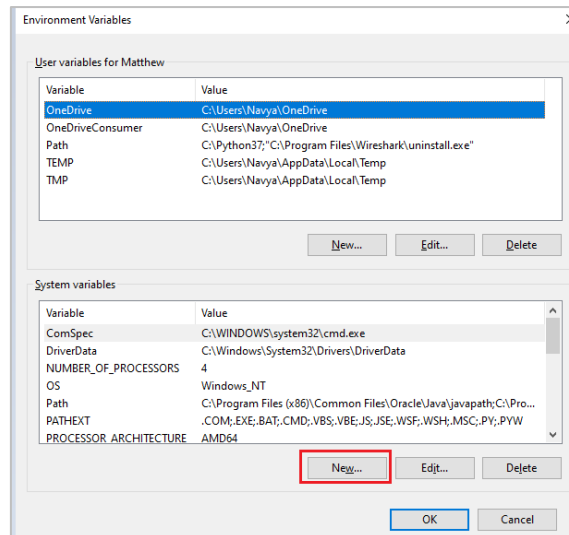 Environment Variables
User variables for Matthew
Variable Value
OneDrive C:\Users\Navya\OneDrive
OneDriveConsumer C:\Users\Navya\OneDrive
Path C:\Python37;"C:\Program Files\Wireshark\uninstall.exe"
TEMP C:\Users\Navya\AppData\Local\Temp
TMP C:\Users\Navya\AppData\Local\Temp
New... Edit... Delete
System variables
Variable Value
ComSpec C:\WINDOWS\system32\cmd.exe
DriverData C:\Windows\System32\Drivers\DriverData
NUMBER_OF_PROCESSORS 4
OS Windows_NT
Path C:\Program Files (x86)\Common Files\Oracle\Java\javapath;C:\Pro...
PATHEXT .COM;.EXE;.BAT;.CMD;.VBS;.VBE;.JS;.JSE;.WSF;.WSH;.MSC;.PY;.PYW
PROCESSOR_ARCHITECTURE AMD64
New... Edit... Delete
OK Cancel